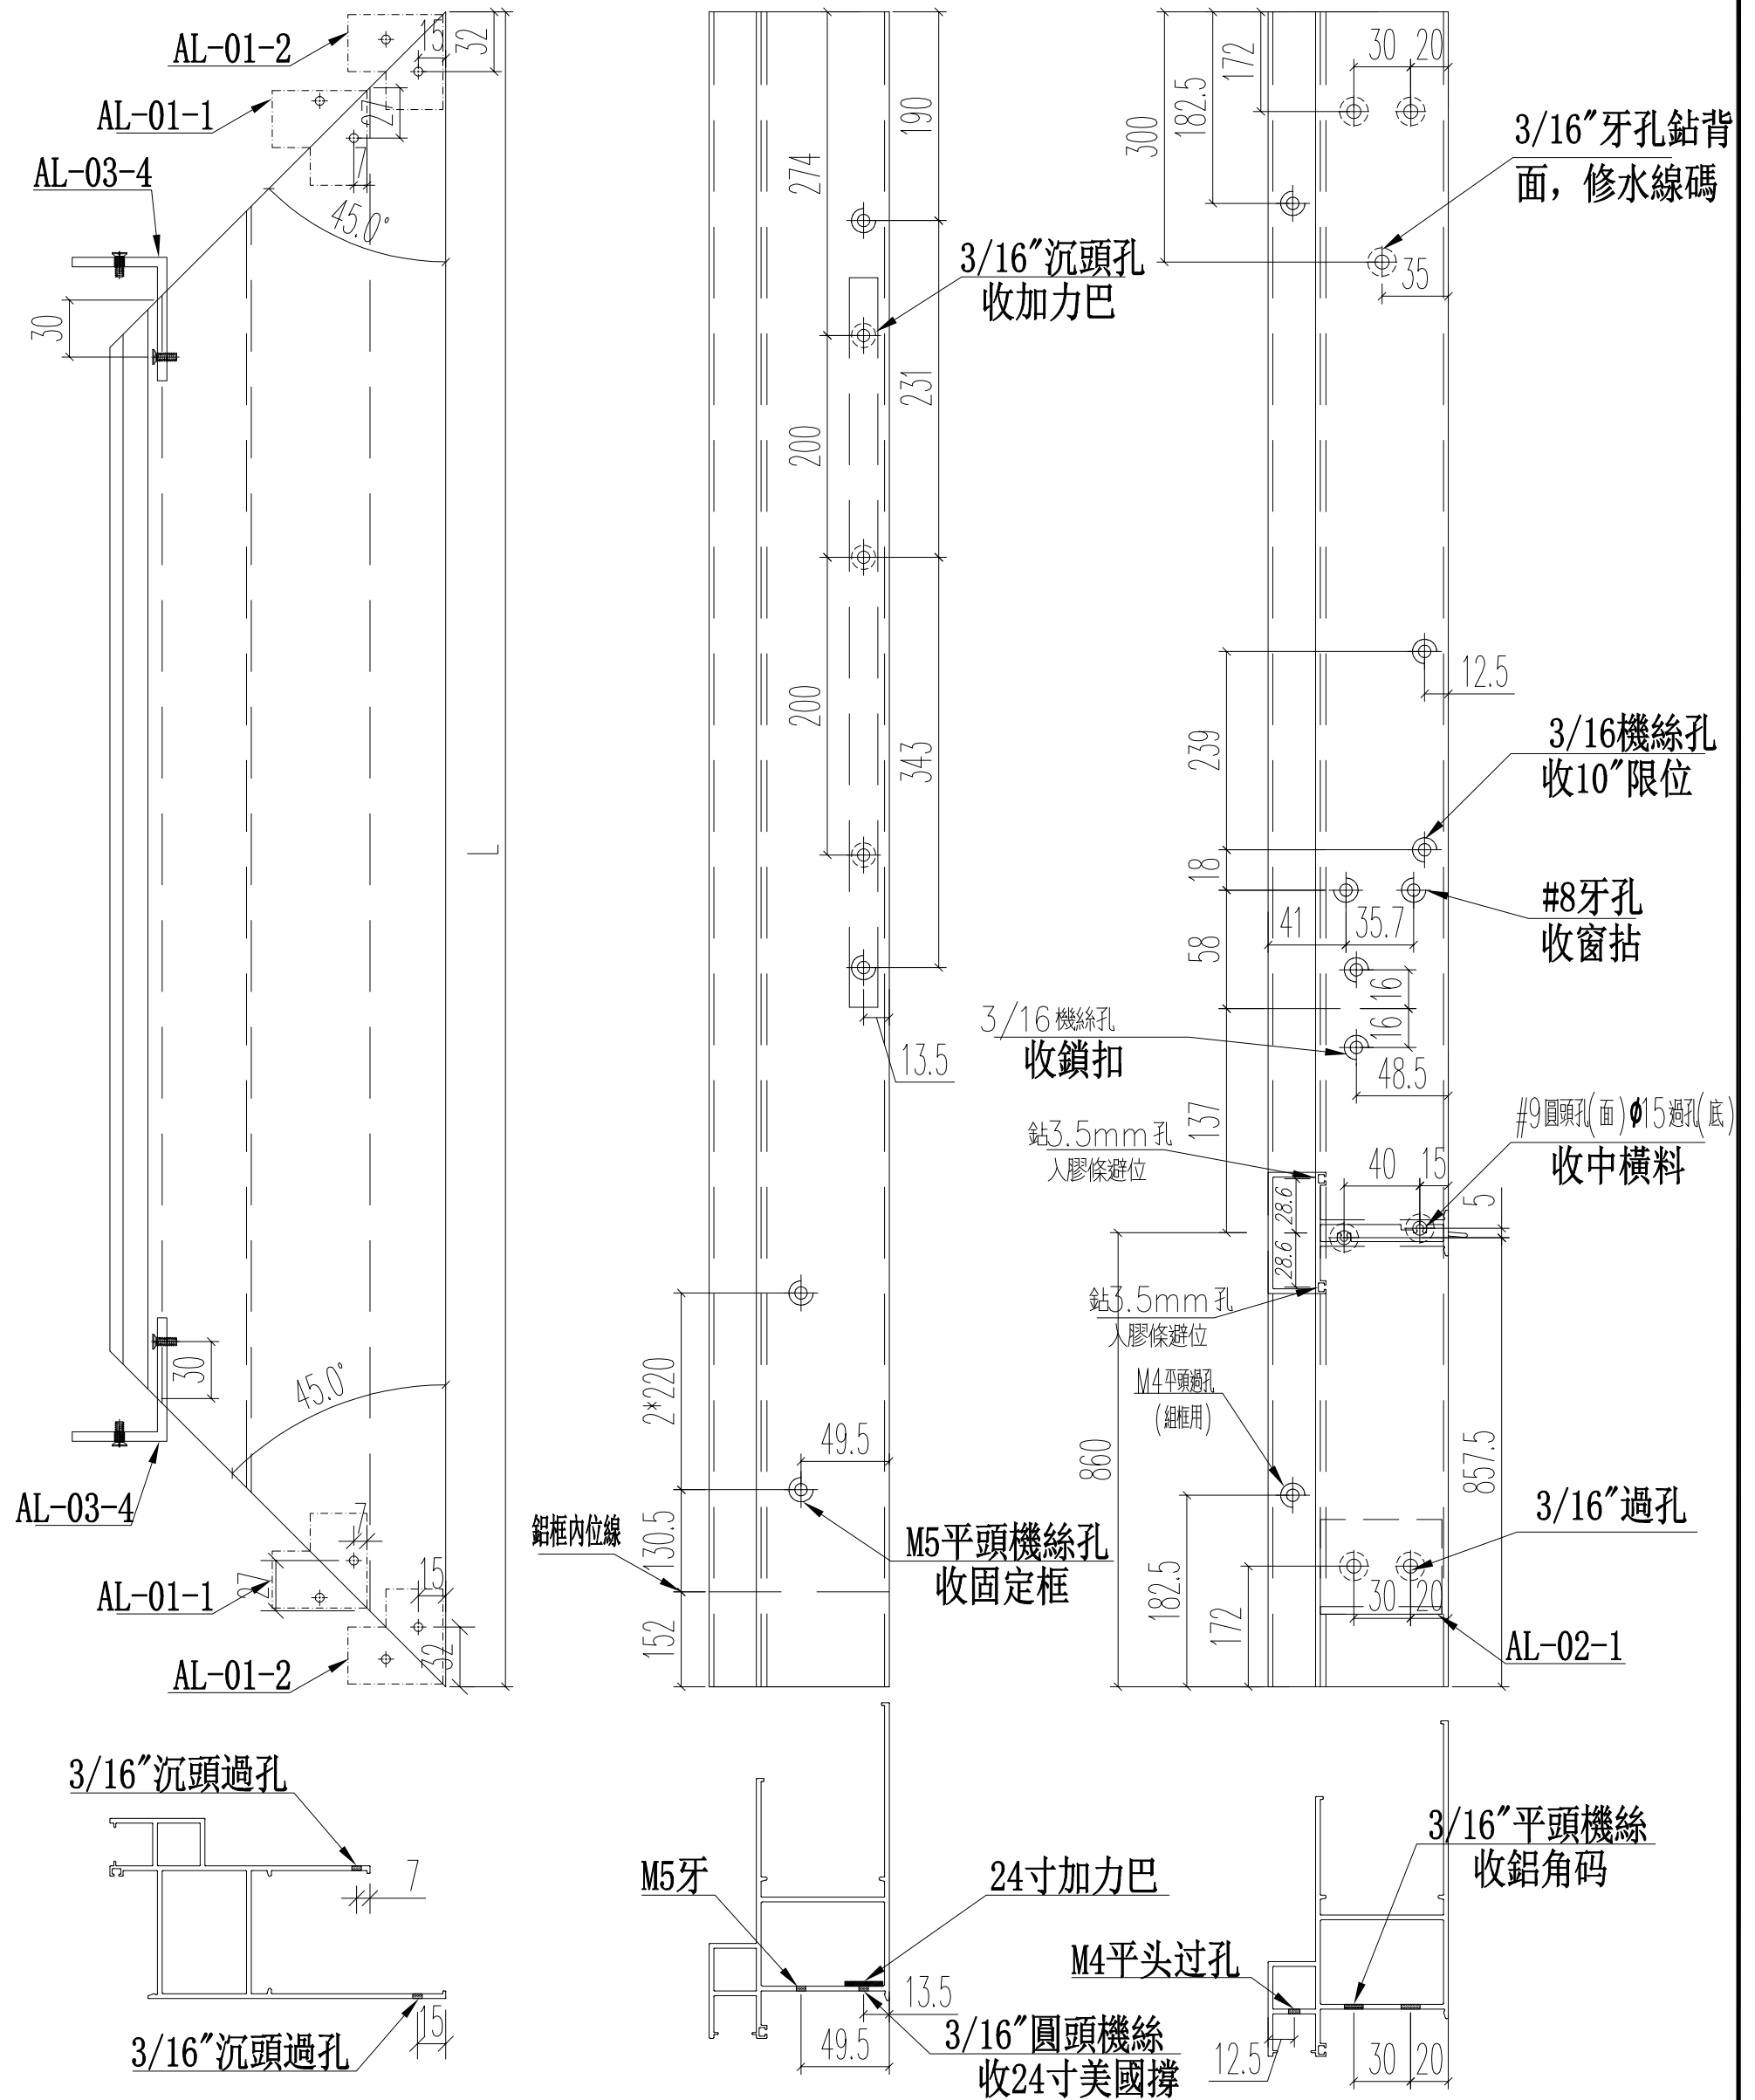 AL-01-2
15
32
AL-01-1
27
7
AL-03-4
45.0°
30
L
30
45.0°
AL-03-4
7
AL-01-1
27
15
32
AL-01-2
190
274
3/16"沉頭孔
收加力巴
231
200
200
343
13.5
2*220
49.5
鋁框內位線
130.5
M5平頭機絲孔
收固定框
152
172
30
20
182.5
300
3/16"牙孔鉆背
面，修水線碼
35
12.5
239
3/16機絲孔
收10"限位
18
#8牙孔
收窗拈
41
35.7
58
16
16
3/16機絲孔
收鎖扣
48.5
137
#9圓頭孔(面)ϕ15過孔(底)
收中橫料
鉆3.5mm孔
入膠條避位
40
15
5
28.6
28.6
鉆3.5mm孔
入膠條避位
M4平頭過孔
(組框用)
860
857.5
3/16"過孔
182.5
172
30
20
AL-02-1
3/16"沉頭過孔
7
3/16"沉頭過孔
15
M5牙
24寸加力巴
13.5
49.5
3/16"圓頭機絲
收24寸美國撐
3/16"平頭機絲
收鋁角码
M4平头过孔
12.5
30
20